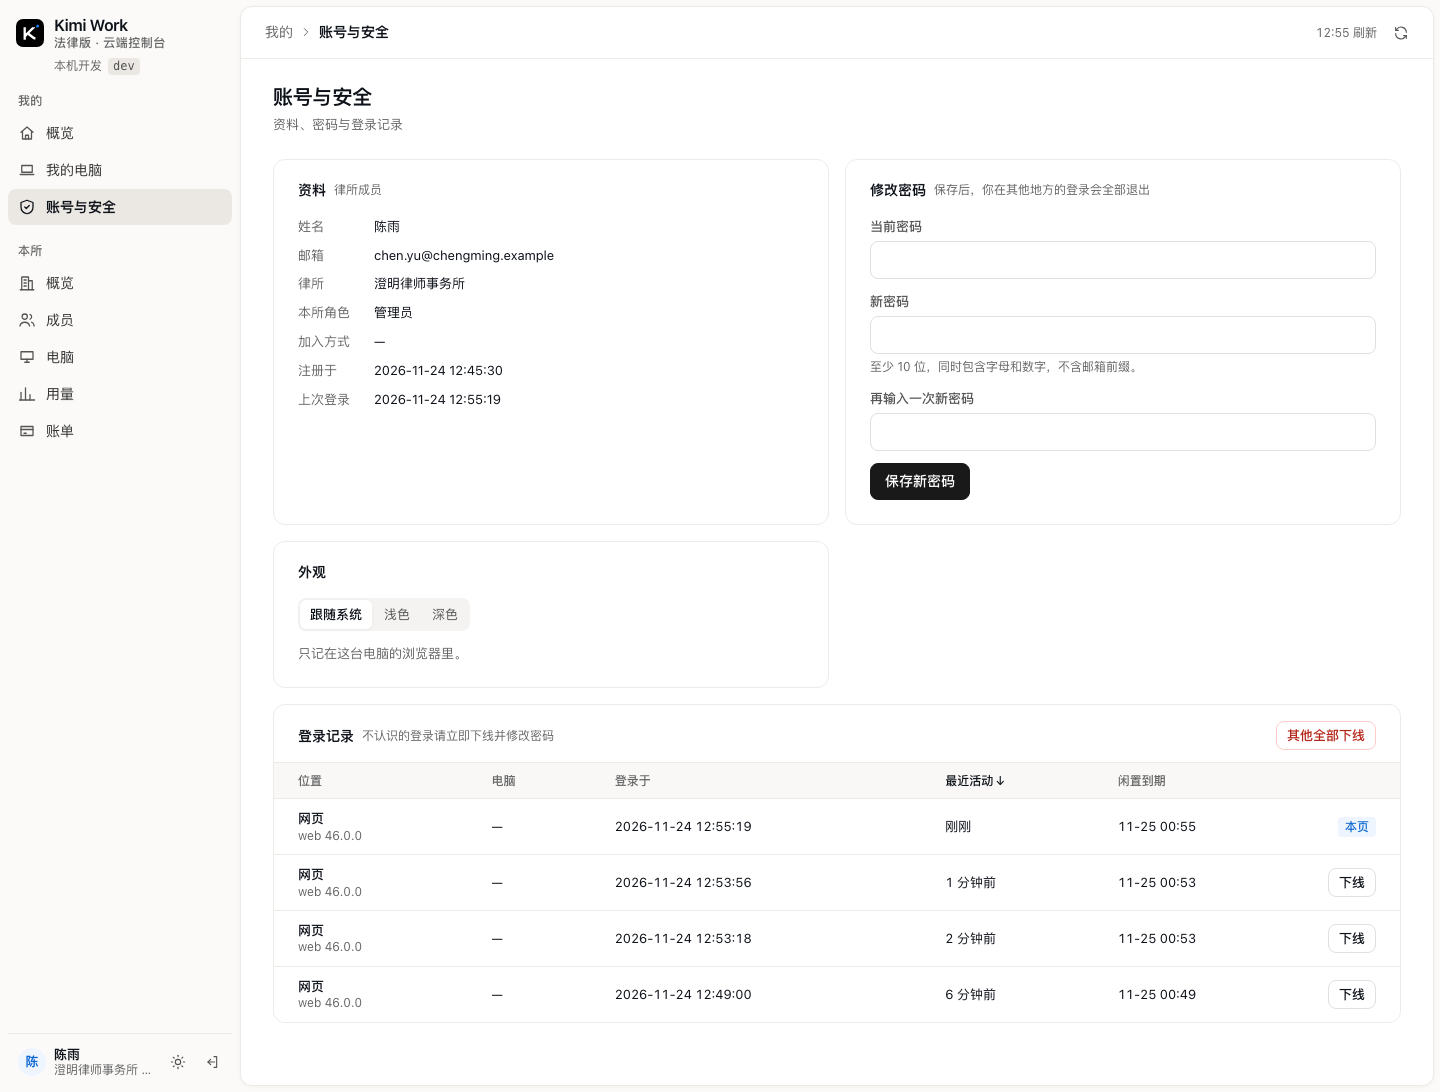 Kimi Work
法律版 · 云端控制台
本机开发 dev
我的
概览
我的电脑
账号与安全
本所
概览
成员
电脑
用量
账单
陈
陈雨
澄明律师事务所 ...
我的 > 账号与安全
12:55 刷新
账号与安全
资料、密码与登录记录
资料 律所成员
姓名 陈雨
邮箱 chen.yu@chengming.example
律所 澄明律师事务所
本所角色 管理员
加入方式 —
注册于 2026-11-24 12:45:30
上次登录 2026-11-24 12:55:19
修改密码 保存后，你在其他地方的登录会全部退出
当前密码
新密码
至少 10 位，同时包含字母和数字，不含邮箱前缀。
再输入一次新密码
保存新密码
外观
跟随系统 浅色 深色
只记在这台电脑的浏览器里。
登录记录 不认识的登录请立即下线并修改密码 其他全部下线
位置 电脑 登录于 最近活动↓ 闲置到期
网页
web 46.0.0
— 2026-11-24 12:55:19 刚刚 11-25 00:55 本页
网页
web 46.0.0
— 2026-11-24 12:53:56 1 分钟前 11-25 00:53 下线
网页
web 46.0.0
— 2026-11-24 12:53:18 2 分钟前 11-25 00:53 下线
网页
web 46.0.0
— 2026-11-24 12:49:00 6 分钟前 11-25 00:49 下线